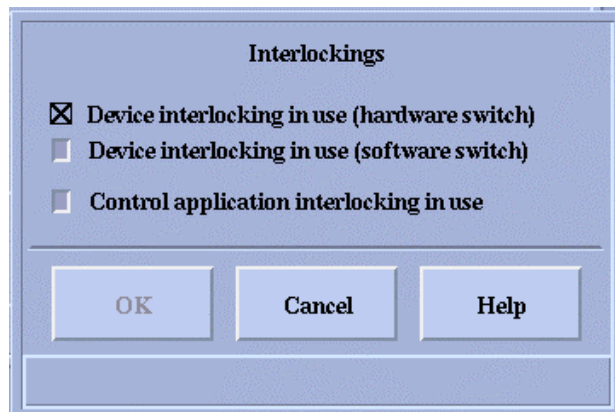 Interlockings
Device interlocking in use (hardware switch)
Device interlocking in use (software switch)
Control application interlocking in use
OK
Cancel
Help